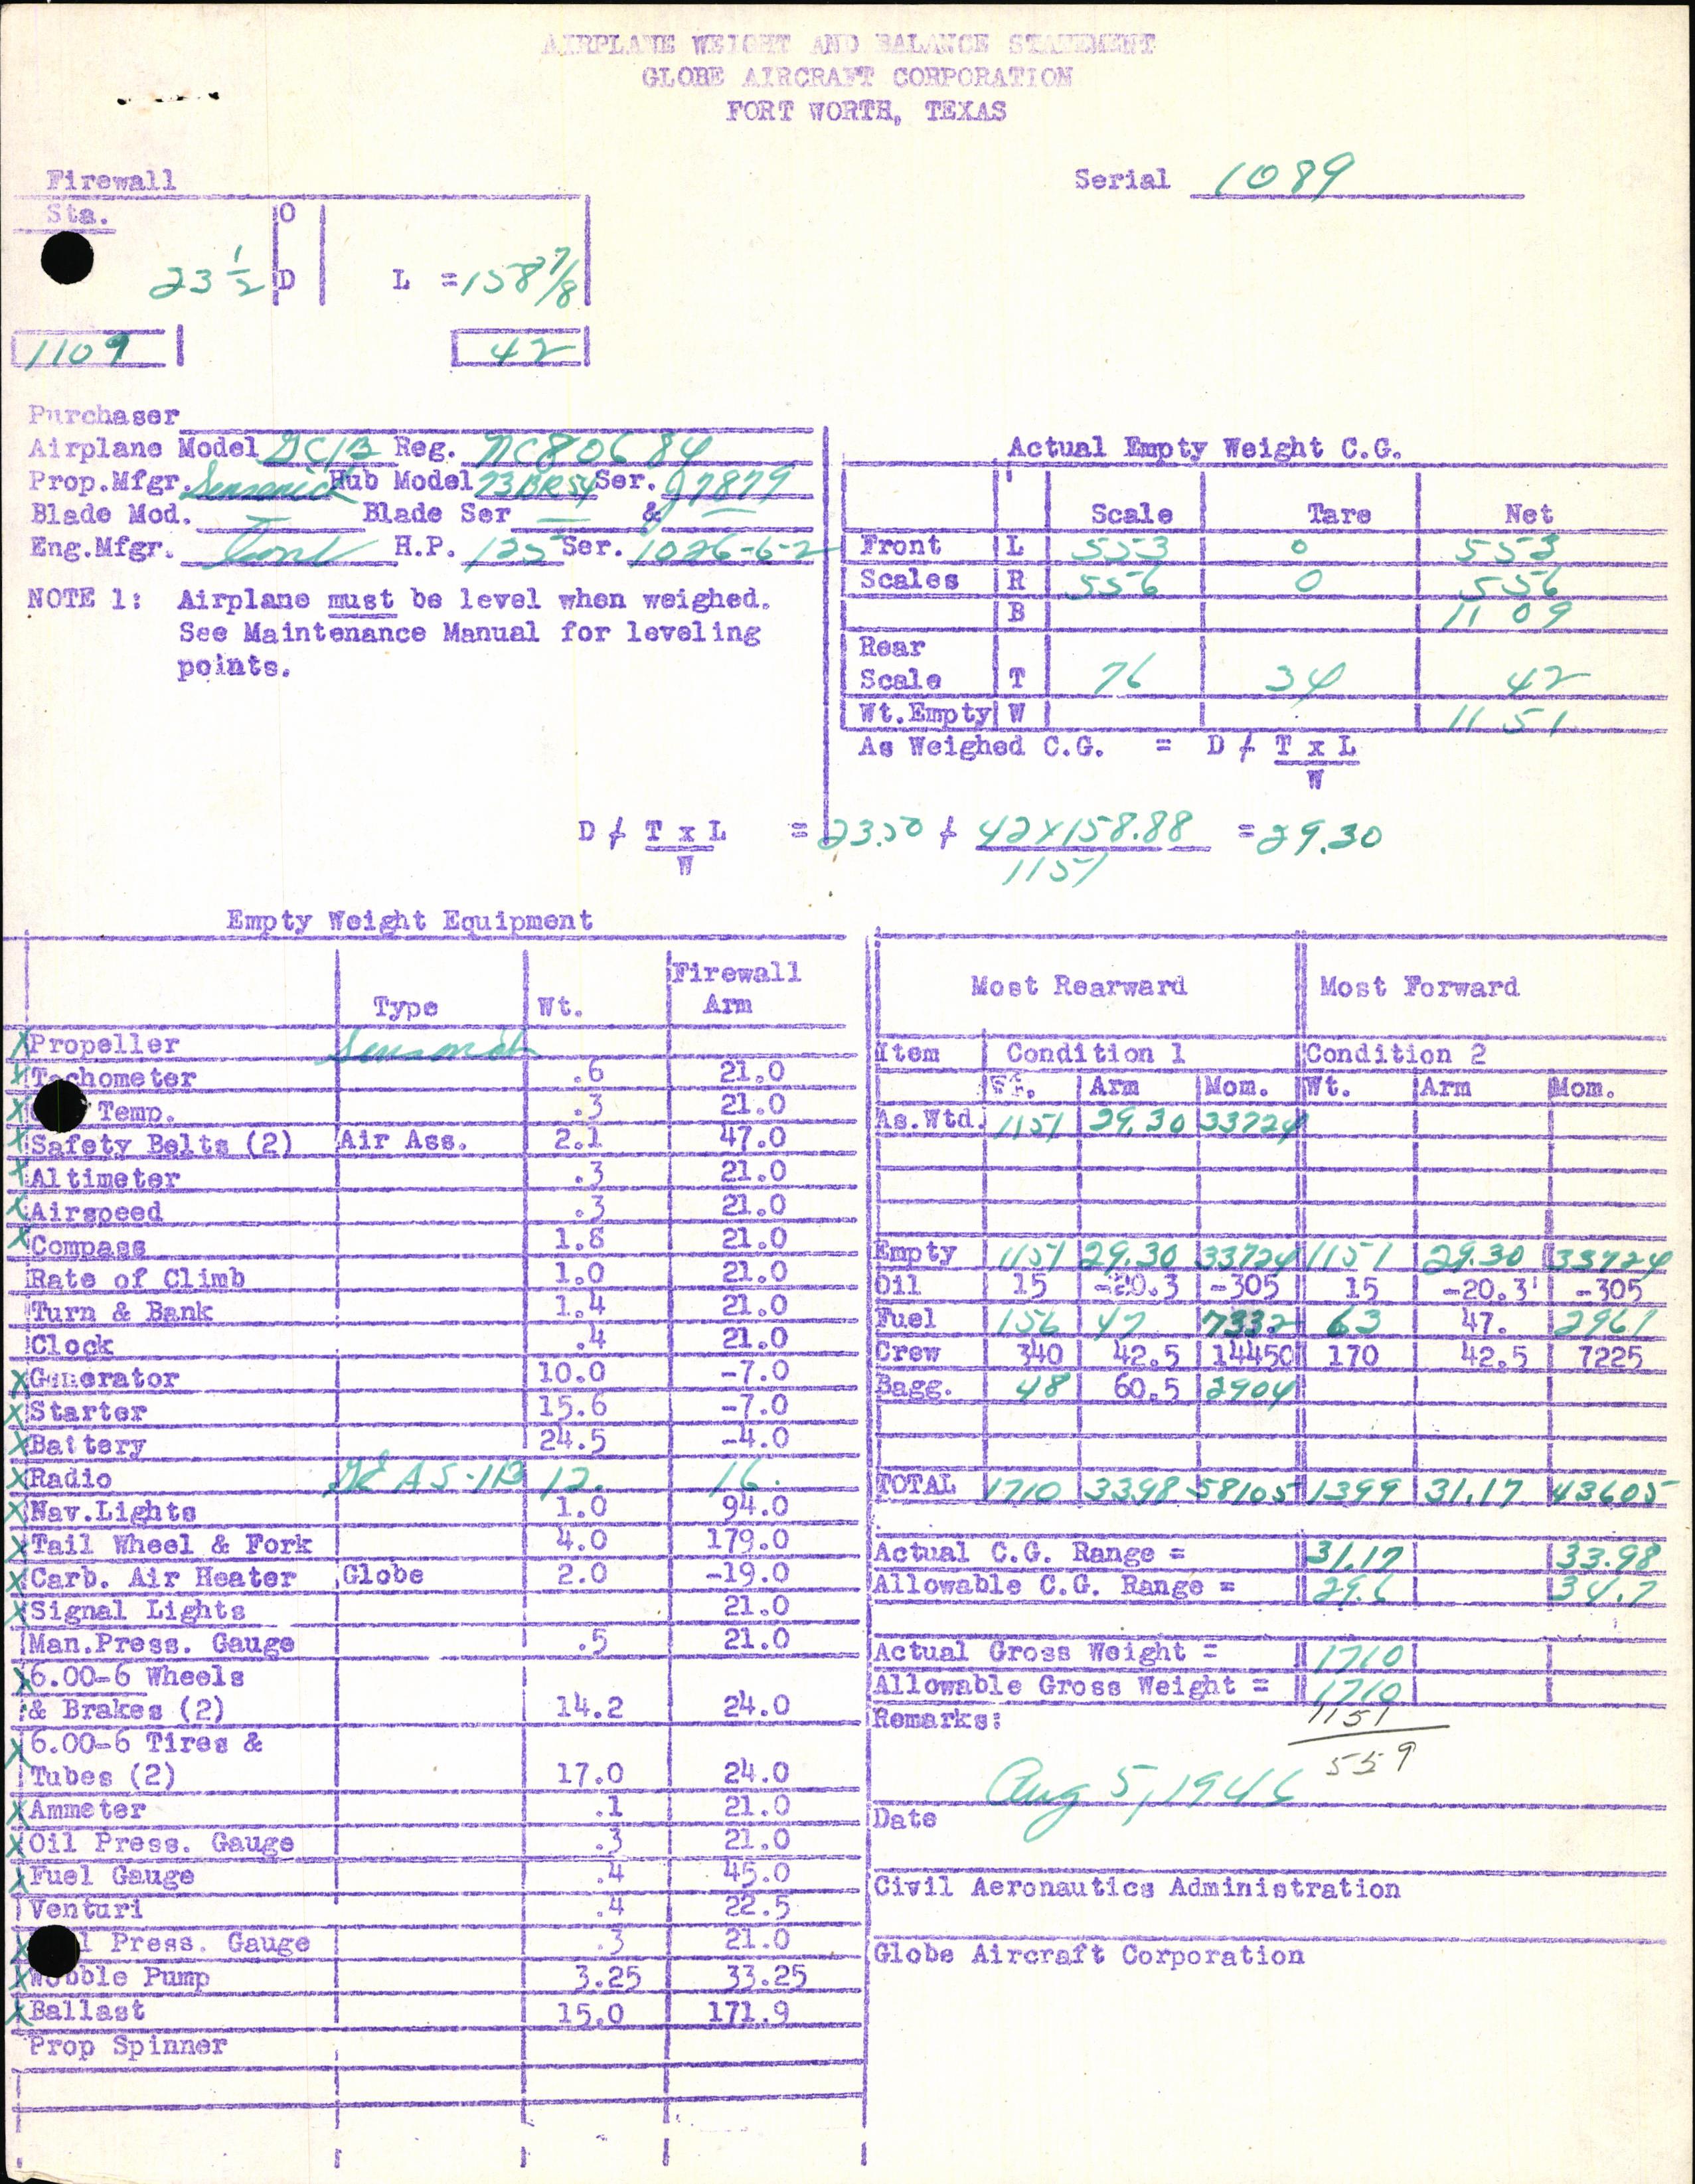 AIRPLANE WEIGHT AND BALANCE STATEMENT
GLOBE AIRCRAFT CORPORATION
FORT WORTH, TEXAS
Firewall
Serial 1089
Sta.
O
23 1/2 D L = 158 7/8
1109 42
Purchaser
Airplane Model GC1B Reg. NC80684
Prop.Mfgr. Sensenich Hub Model 73BR54 Ser. J7879
Blade Mod. — Blade Ser — & —
Eng.Mfgr. Cont H.P. 125 Ser. 1026-6-2
NOTE 1: Airplane must be level when weighed.
See Maintenance Manual for leveling
points.
Actual Empty Weight C.G.
Scale Tare Net
Front L 553 0 553
Scales R 556 0 556
B 1109
Rear
Scale T 76 34 42
Wt.Empty W 1151
As Weighed C.G. = D + T x L
W
D + T x L = 23.50 + 42x158.88 = 29.30
W 1151
Empty Weight Equipment
Type Wt. Firewall Arm
X Propeller Sensenich
X Tachometer .6 21.0
X Temp. .3 21.0
X Safety Belts (2) Air Ass. 2.1 47.0
X Altimeter .3 21.0
X Airspeed .3 21.0
X Compass 1.8 21.0
Rate of Climb 1.0 21.0
Turn & Bank 1.4 21.0
Clock .4 21.0
X Generator 10.0 -7.0
X Starter 15.6 -7.0
X Battery 24.5 -4.0
X Radio GE AS-1B 12. 16.
X Nav.Lights 1.0 94.0
X Tail Wheel & Fork 4.0 179.0
X Carb. Air Heater Globe 2.0 -19.0
X Signal Lights 21.0
Man.Press. Gauge .5 21.0
X 6.00-6 Wheels
& Brakes (2) 14.2 24.0
X 6.00-6 Tires &
Tubes (2) 17.0 24.0
X Ammeter .1 21.0
X Oil Press. Gauge .3 21.0
X Fuel Gauge .4 45.0
Venturi .4 22.5
X Press. Gauge .3 21.0
X Wobble Pump 3.25 33.25
X Ballast 15.0 171.9
Prop Spinner
Most Rearward Most Forward
Item Condition 1 Condition 2
Wt. Arm Mom. Wt. Arm Mom.
As.Wtd. 1151 29.30 33724
Empty 1151 29.30 33724 1151 29.30 33724
Oil 15 -20.3 -305 15 -20.3 -305
Fuel 156 47 7332 63 47. 2961
Crew 340 42.5 14450 170 42.5 7225
Bagg. 48 60.5 2904
TOTAL 1710 33.98 58105 1399 31.17 43605
Actual C.G. Range = 31.17 33.98
Allowable C.G. Range = 29.6 34.7
Actual Gross Weight = 1710
Allowable Gross Weight = 1710
Remarks: 1151
559
Aug 5, 1946
Date
Civil Aeronautics Administration
Globe Aircraft Corporation